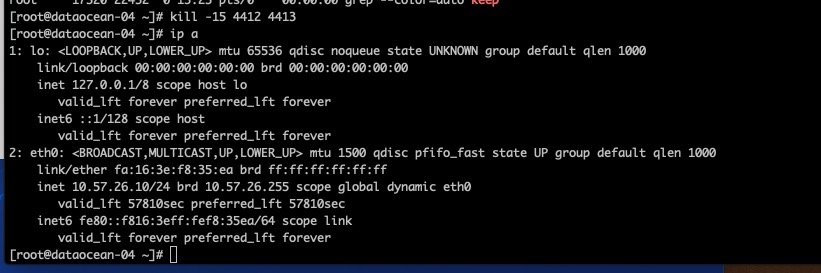 root     17320 22432  0 15:25 pts/0    00:00:00 grep --color=auto keep
[root@dataocean-04 ~]# kill -15 4412 4413
[root@dataocean-04 ~]# ip a
1: lo: <LOOPBACK,UP,LOWER_UP> mtu 65536 qdisc noqueue state UNKNOWN group default qlen 1000
    link/loopback 00:00:00:00:00:00 brd 00:00:00:00:00:00
    inet 127.0.0.1/8 scope host lo
       valid_lft forever preferred_lft forever
    inet6 ::1/128 scope host
       valid_lft forever preferred_lft forever
2: eth0: <BROADCAST,MULTICAST,UP,LOWER_UP> mtu 1500 qdisc pfifo_fast state UP group default qlen 1000
    link/ether fa:16:3e:f8:35:ea brd ff:ff:ff:ff:ff:ff
    inet 10.57.26.10/24 brd 10.57.26.255 scope global dynamic eth0
       valid_lft 57810sec preferred_lft 57810sec
    inet6 fe80::f816:3eff:fef8:35ea/64 scope link
       valid_lft forever preferred_lft forever
[root@dataocean-04 ~]#